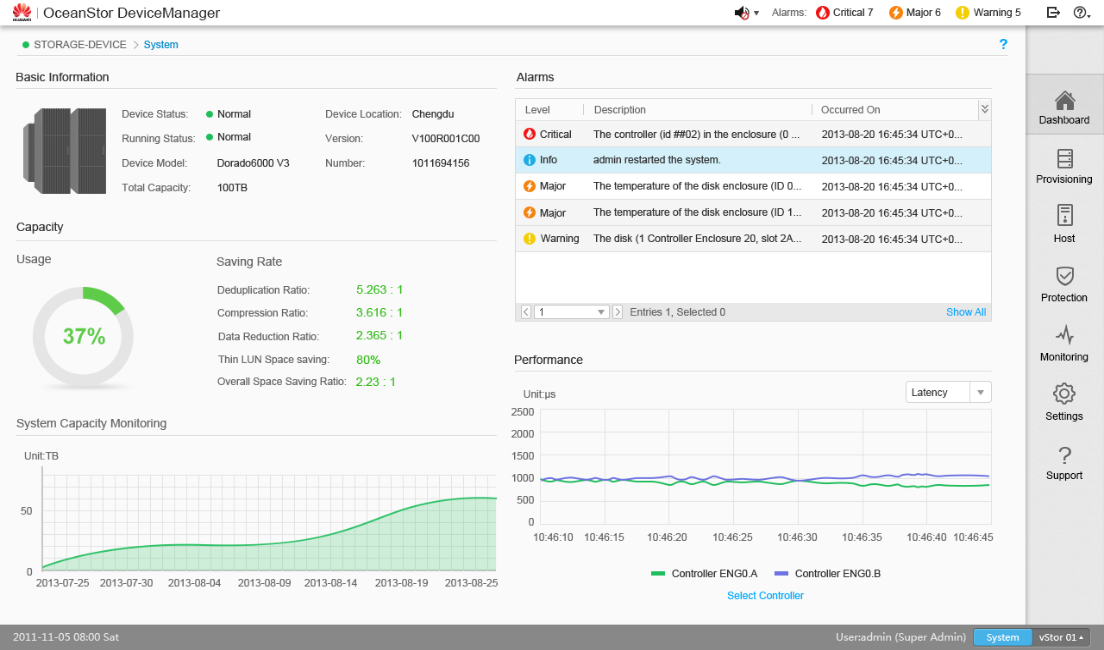 HUAWEI
OceanStor DeviceManager
Alarms: Critical 7 Major 6 Warning 5
STORAGE-DEVICE > System
?
Basic Information
Device Status: Normal
Device Location: Chengdu
Running Status: Normal
Version: V100R001C00
Device Model: Dorado6000 V3
Number: 1011694156
Total Capacity: 100TB
Capacity
Usage
37%
Saving Rate
Deduplication Ratio: 5.263 : 1
Compression Ratio: 3.616 : 1
Data Reduction Ratio: 2.365 : 1
Thin LUN Space saving: 80%
Overall Space Saving Ratio: 2.23 : 1
System Capacity Monitoring
Unit:TB
50
0
2013-07-25 2013-07-30 2013-08-04 2013-08-09 2013-08-14 2013-08-19 2013-08-25
Alarms
Level Description Occurred On
Critical The controller (id ##02) in the enclosure (0 ... 2013-08-20 16:45:34 UTC+0...
Info admin restarted the system. 2013-08-20 16:45:34 UTC+0...
Major The temperature of the disk enclosure (ID 0... 2013-08-20 16:45:34 UTC+0...
Major The temperature of the disk enclosure (ID 1... 2013-08-20 16:45:34 UTC+0...
Warning The disk (1 Controller Enclosure 20, slot 2A... 2013-08-20 16:45:34 UTC+0...
< 1 > Entries 1, Selected 0 Show All
Performance
Unit:µs
Latency
2500
2000
1500
1000
500
0
10:46:10 10:46:15 10:46:20 10:46:25 10:46:30 10:46:35 10:46:40 10:46:45
Controller ENG0.A Controller ENG0.B
Select Controller
Dashboard
Provisioning
Host
Protection
Monitoring
Settings
?
Support
2011-11-05 08:00 Sat
User:admin (Super Admin) System vStor 01